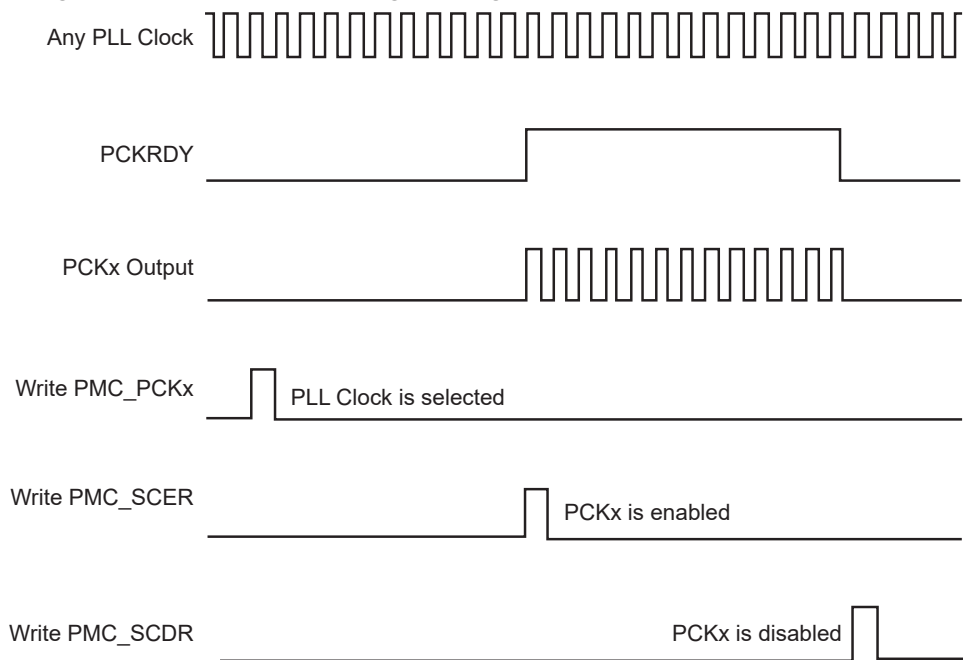 Any PLL Clock
PCKRDY
PCKx Output
Write PMC_PCKx
PLL Clock is selected
Write PMC_SCER
PCKx is enabled
Write PMC_SCDR
PCKx is disabled